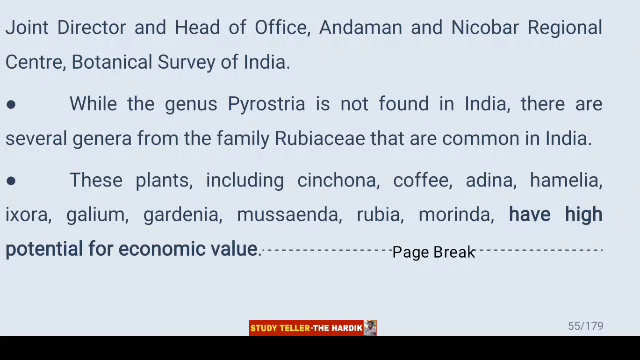 Joint Director and Head of Office, Andaman and Nicobar Regional
Centre, Botanical Survey of India.
● While the genus Pyrostria is not found in India, there are
several genera from the family Rubiaceae that are common in India.
● These plants, including cinchona, coffee, adina, hamelia,
ixora, galium, gardenia, mussaenda, rubia, morinda, have high
potential for economic value.
Page Break
STUDY TELLER-THE HARDIK
55/179